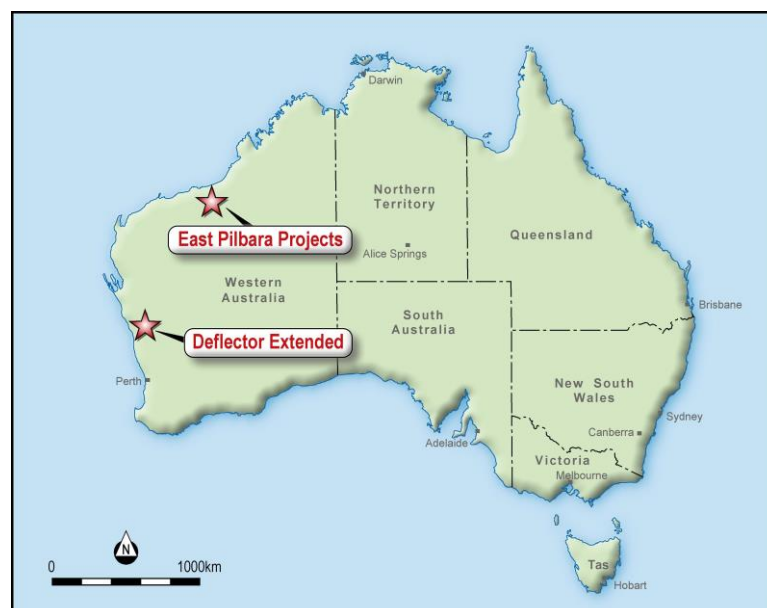 Darwin
Northern
Territory
East Pilbara Projects
Queensland
Alice Springs
Western
Australia
South
Australia
Brisbane
Deflector Extended
Perth
New South
Wales
Sydney
Canberra
Adelaide
Victoria
Melbourne
N
0
1000km
Tas
Hobart